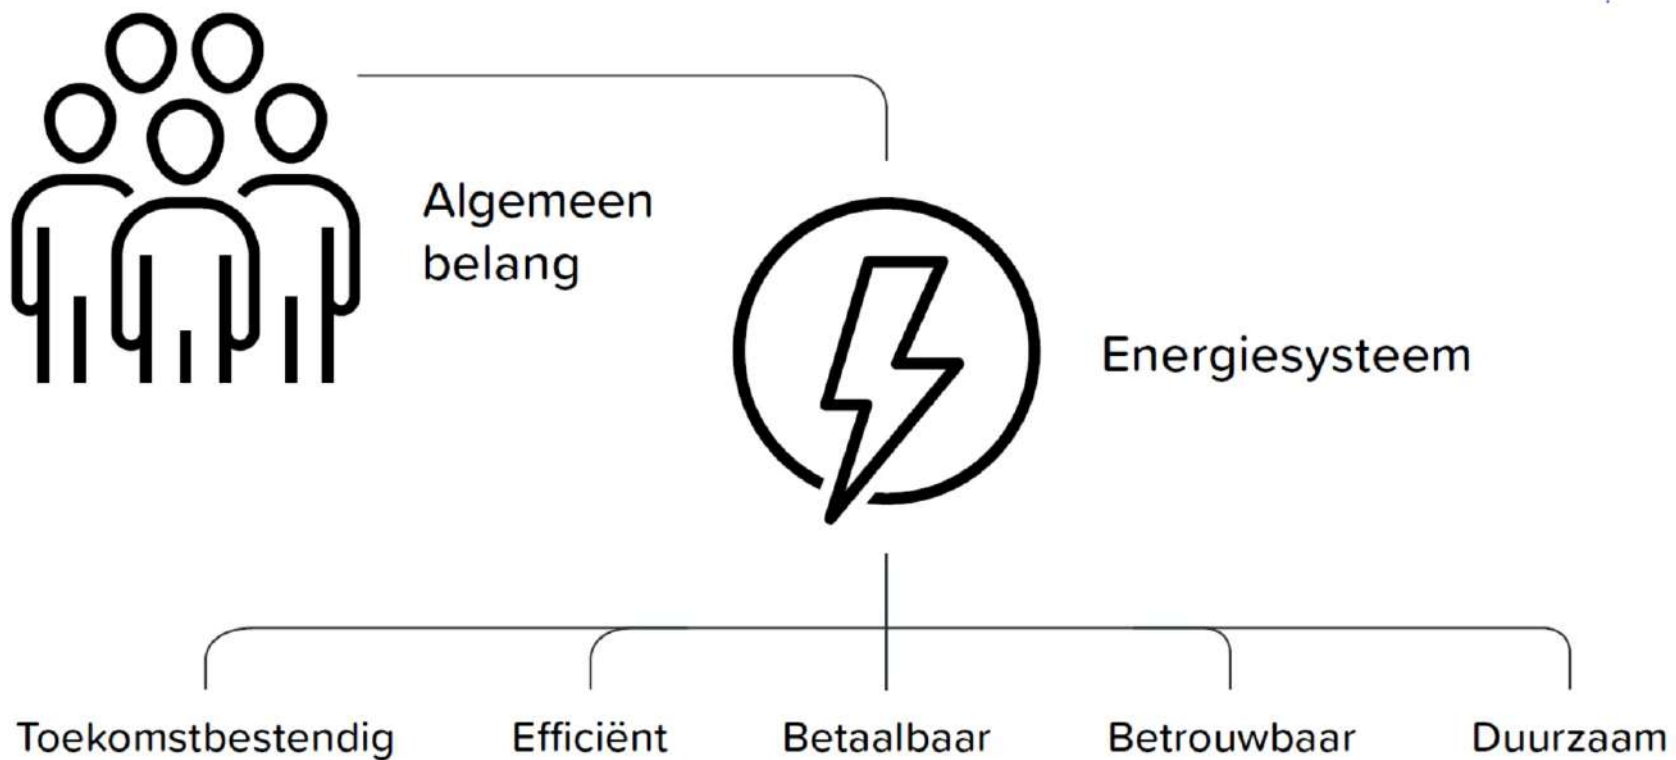 Algemeen
belang
Energiesysteem
Toekomstbestendig
Efficiënt
Betaalbaar
Betrouwbaar
Duurzaam